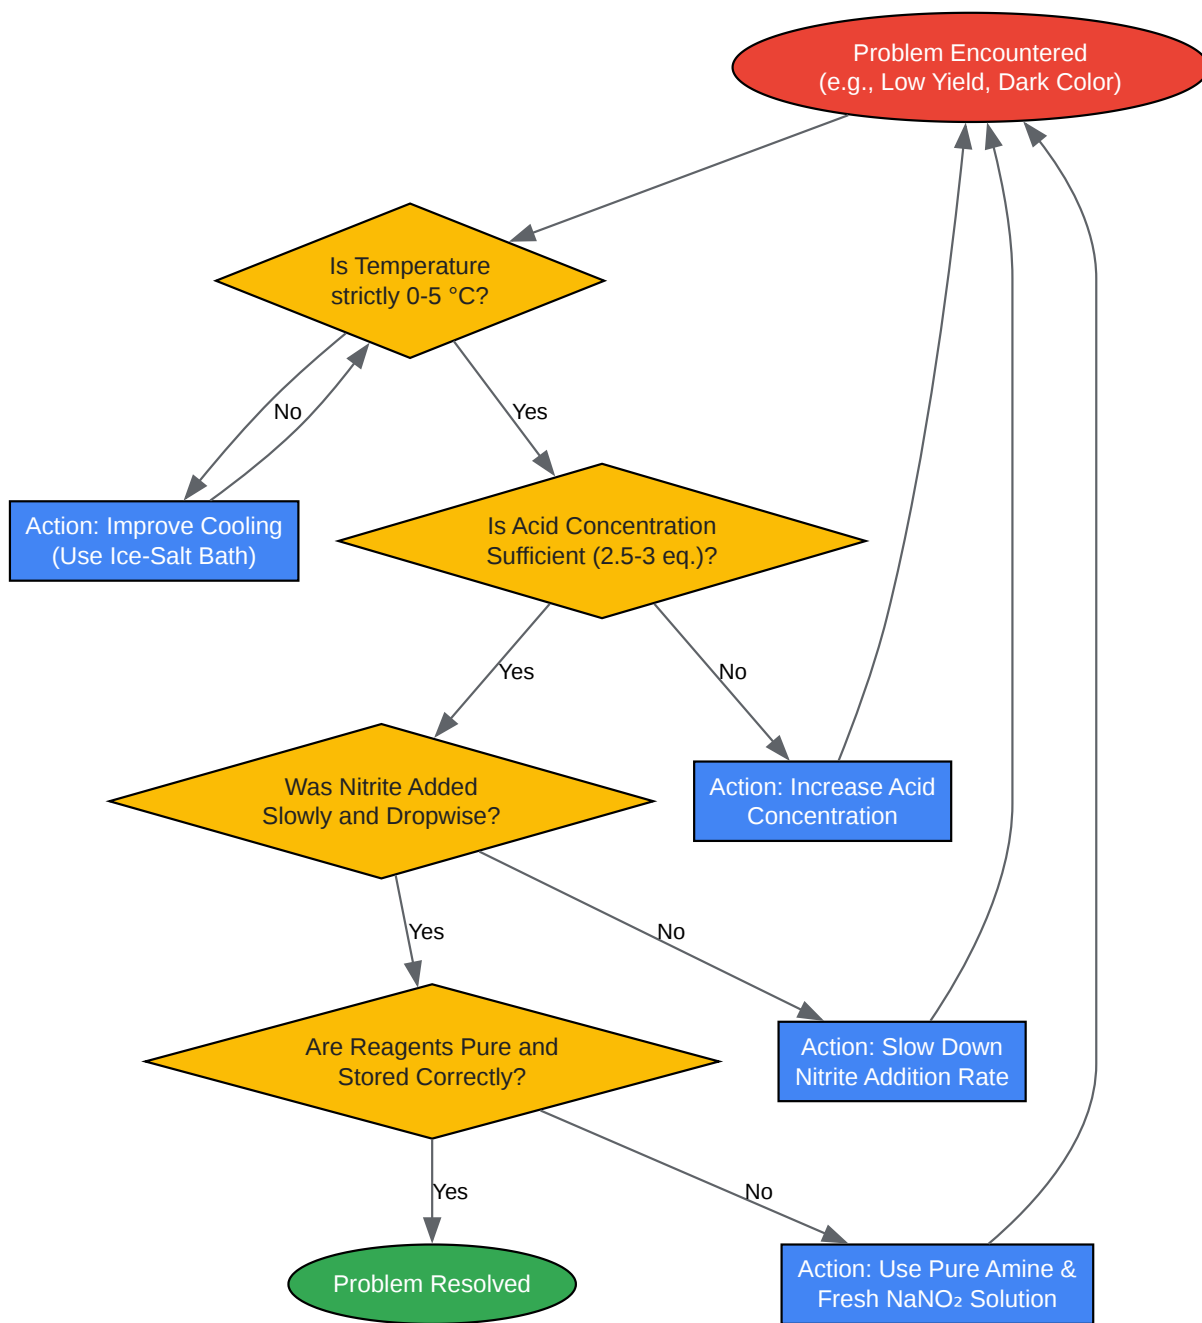 Problem Encountered
(e.g., Low Yield, Dark Color)
Is Temperature
strictly 0-5 °C?
No
Yes
Action: Improve Cooling
(Use Ice-Salt Bath)
Is Acid Concentration
Sufficient (2.5-3 eq.)?
Yes
No
Was Nitrite Added
Slowly and Dropwise?
Action: Increase Acid
Concentration
Yes
No
Are Reagents Pure and
Stored Correctly?
Action: Slow Down
Nitrite Addition Rate
Yes
No
Problem Resolved
Action: Use Pure Amine &
Fresh NaNO₂ Solution